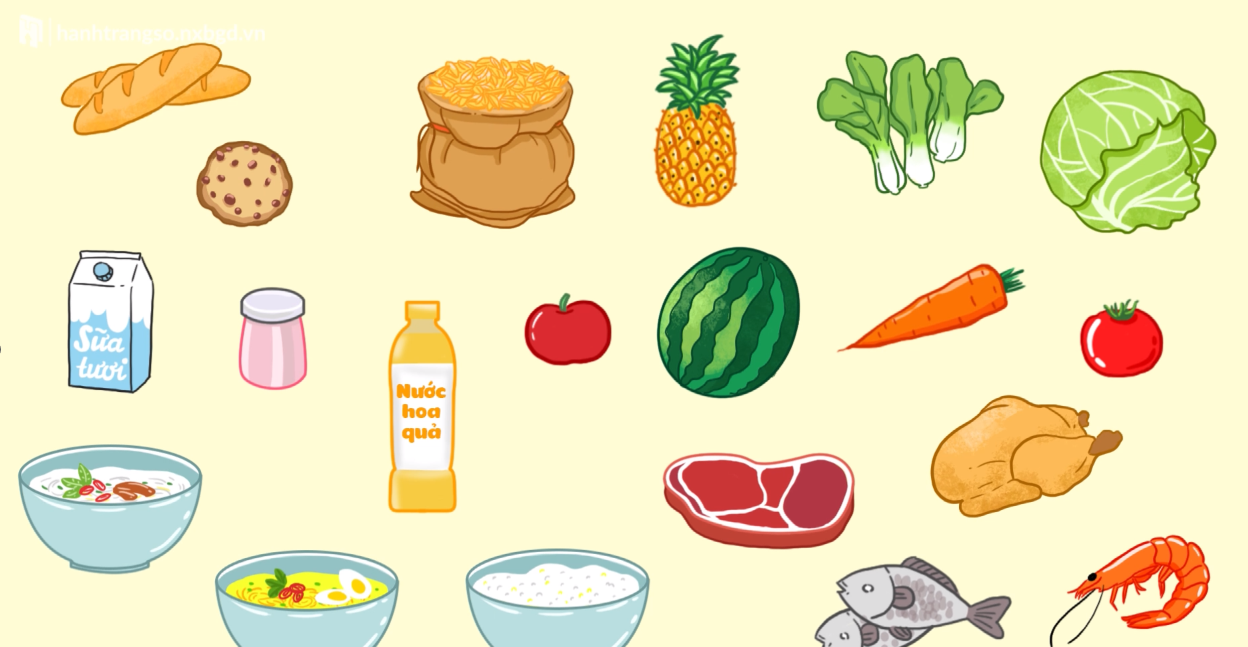 hanhtrangso.nxbgd.vn
Sữa
tươi
Nước
hoa
quả